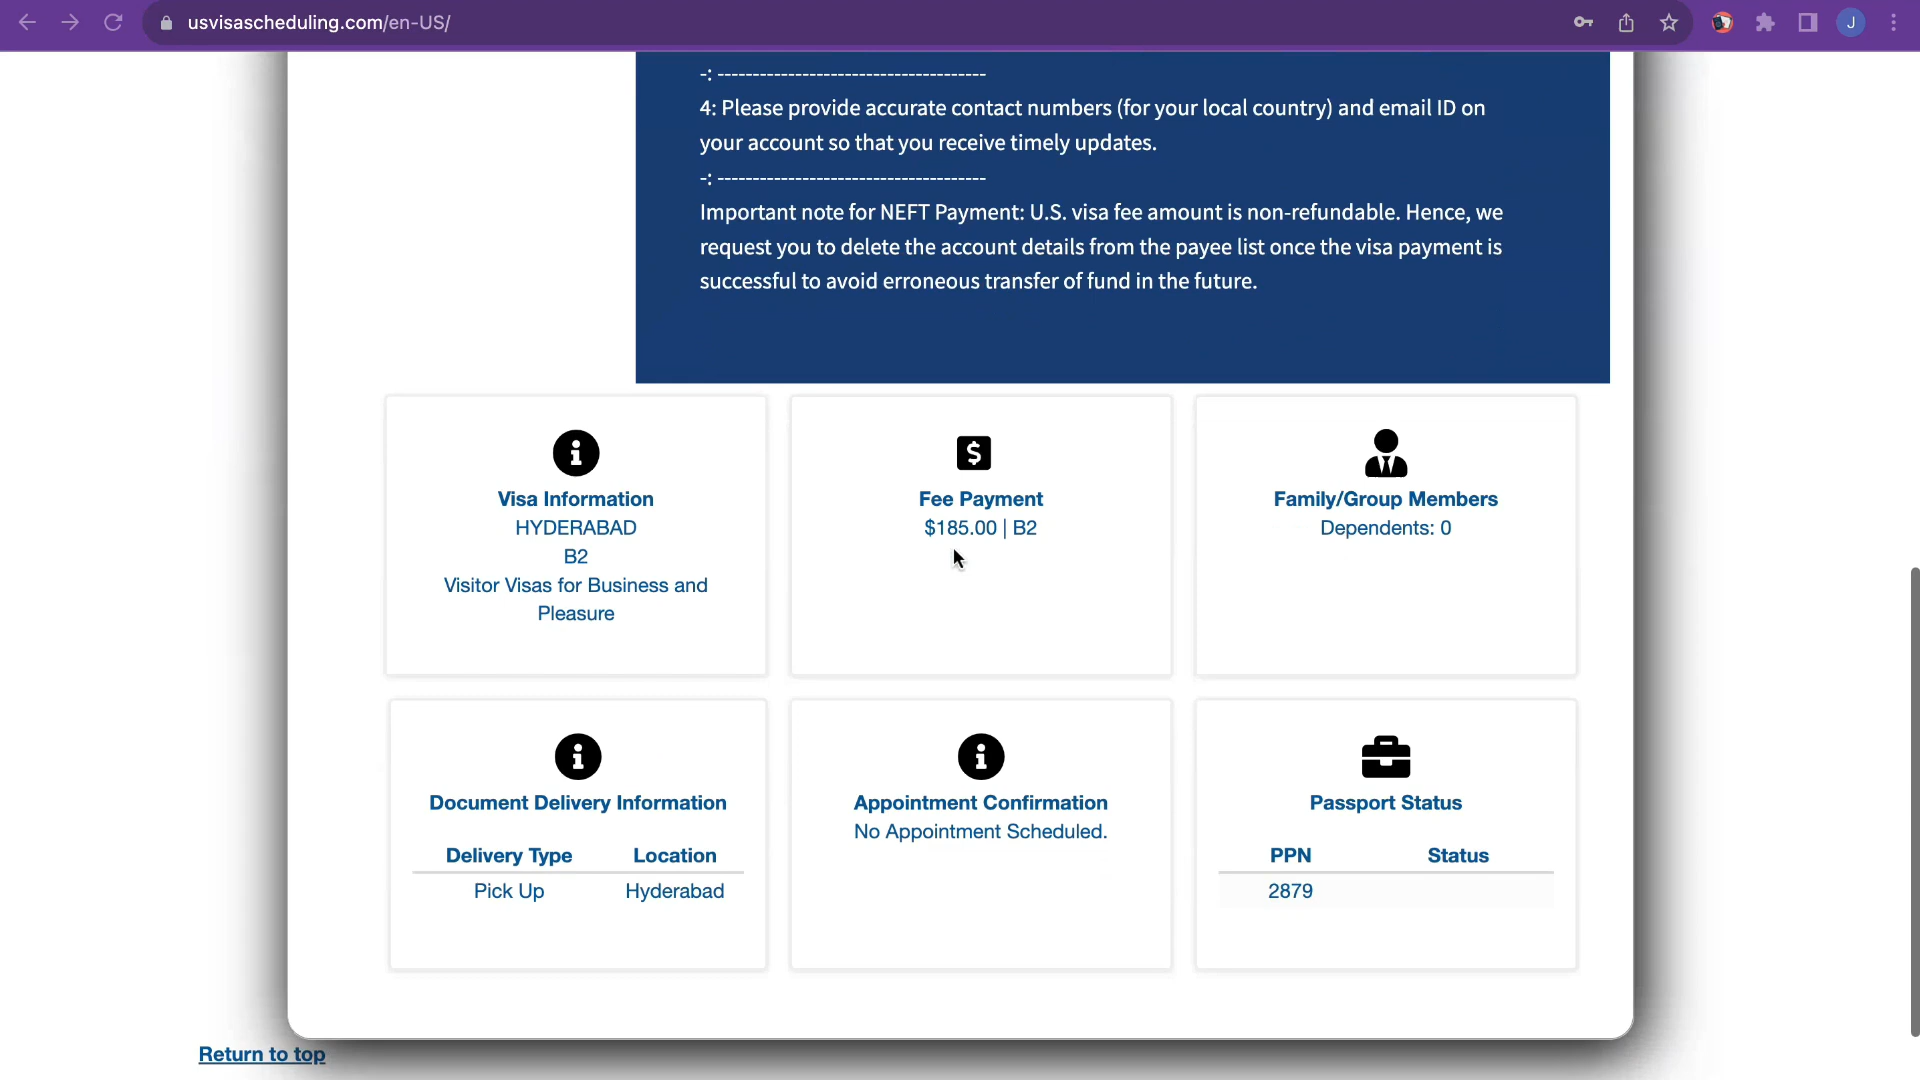 usvisascheduling.com/en-US/
J
-: --------------------------------------
4: Please provide accurate contact numbers (for your local country) and email ID on
your account so that you receive timely updates.
-: --------------------------------------
Important note for NEFT Payment: U.S. visa fee amount is non-refundable. Hence, we
request you to delete the account details from the payee list once the visa payment is
successful to avoid erroneous transfer of fund in the future.
Visa Information
HYDERABAD
B2
Visitor Visas for Business and
Pleasure
Fee Payment
$185.00 | B2
Family/Group Members
Dependents: 0
Document Delivery Information
Delivery Type Location
Pick Up Hyderabad
Appointment Confirmation
No Appointment Scheduled.
Passport Status
PPN Status
2879
Return to top